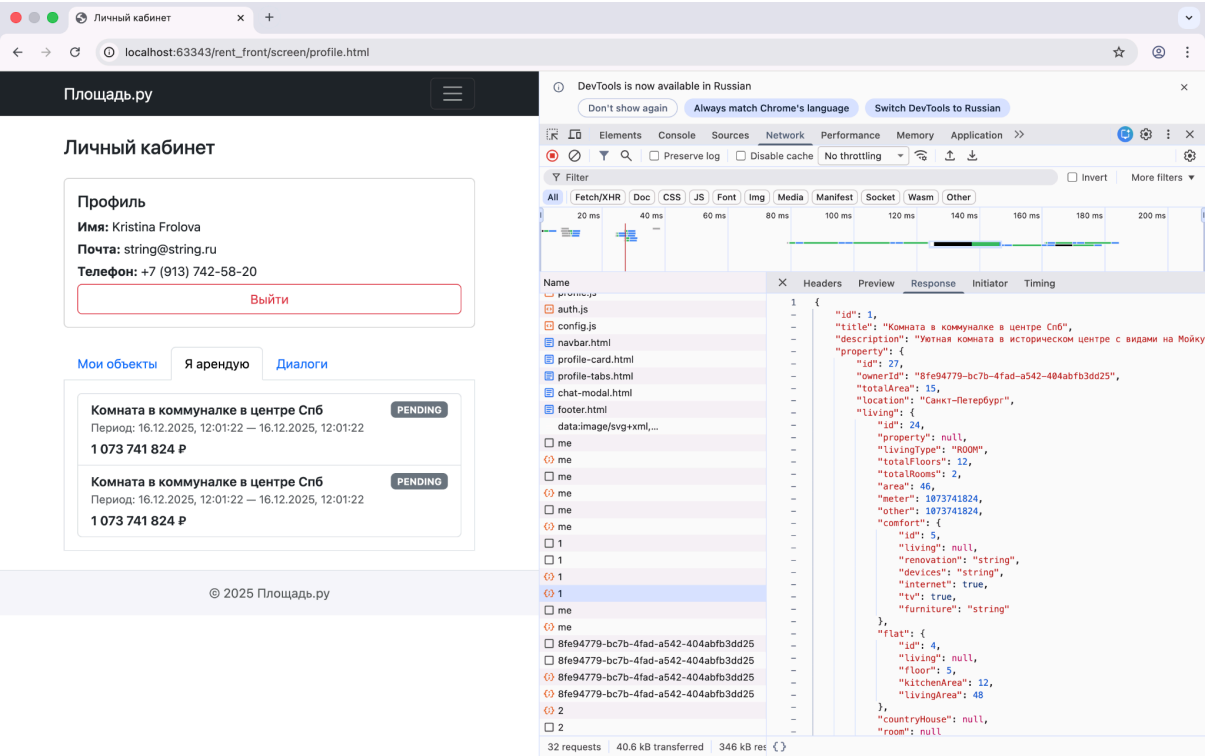 Личный кабинет
localhost:63343/rent_front/screen/profile.html
Площадь.ру
Личный кабинет
Профиль
Имя: Kristina Frolova
Почта: string@string.ru
Телефон: +7 (913) 742-58-20
Выйти
Мои объекты Я арендую Диалоги
Комната в коммуналке в центре Спб PENDING
Период: 16.12.2025, 12:01:22 — 16.12.2025, 12:01:22
1 073 741 824 ₽
Комната в коммуналке в центре Спб PENDING
Период: 16.12.2025, 12:01:22 — 16.12.2025, 12:01:22
1 073 741 824 ₽
© 2025 Площадь.ру
DevTools is now available in Russian
Don't show again Always match Chrome's language Switch DevTools to Russian
Elements Console Sources Network Performance Memory Application
Preserve log Disable cache No throttling
Filter Invert More filters
All Fetch/XHR Doc CSS JS Font Img Media Manifest Socket Wasm Other
20 ms 40 ms 60 ms 80 ms 100 ms 120 ms 140 ms 160 ms 180 ms 200 ms
Name
profile.js
auth.js
config.js
navbar.html
profile-card.html
profile-tabs.html
chat-modal.html
footer.html
data:image/svg+xml,...
me
me
me
me
me
me
1
1
1
1
me
me
8fe94779-bc7b-4fad-a542-404abfb3dd25
8fe94779-bc7b-4fad-a542-404abfb3dd25
8fe94779-bc7b-4fad-a542-404abfb3dd25
8fe94779-bc7b-4fad-a542-404abfb3dd25
2
2
32 requests 40.6 kB transferred 346 kB res
Headers Preview Response Initiator Timing
1 {
"id": 1,
"title": "Комната в коммуналке в центре Спб",
"description": "Уютная комната в историческом центре с видами на Мойку
"property": {
"id": 27,
"ownerId": "8fe94779-bc7b-4fad-a542-404abfb3dd25",
"totalArea": 15,
"location": "Санкт-Петербург",
"living": {
"id": 24,
"property": null,
"livingType": "ROOM",
"totalFloors": 12,
"totalRooms": 2,
"area": 46,
"meter": 1073741824,
"other": 1073741824,
"comfort": {
"id": 5,
"living": null,
"renovation": "string",
"devices": "string",
"internet": true,
"tv": true,
"furniture": "string"
},
"flat": {
"id": 4,
"living": null,
"floor": 5,
"kitchenArea": 12,
"livingArea": 48
},
"countryHouse": null,
"room": null
{}